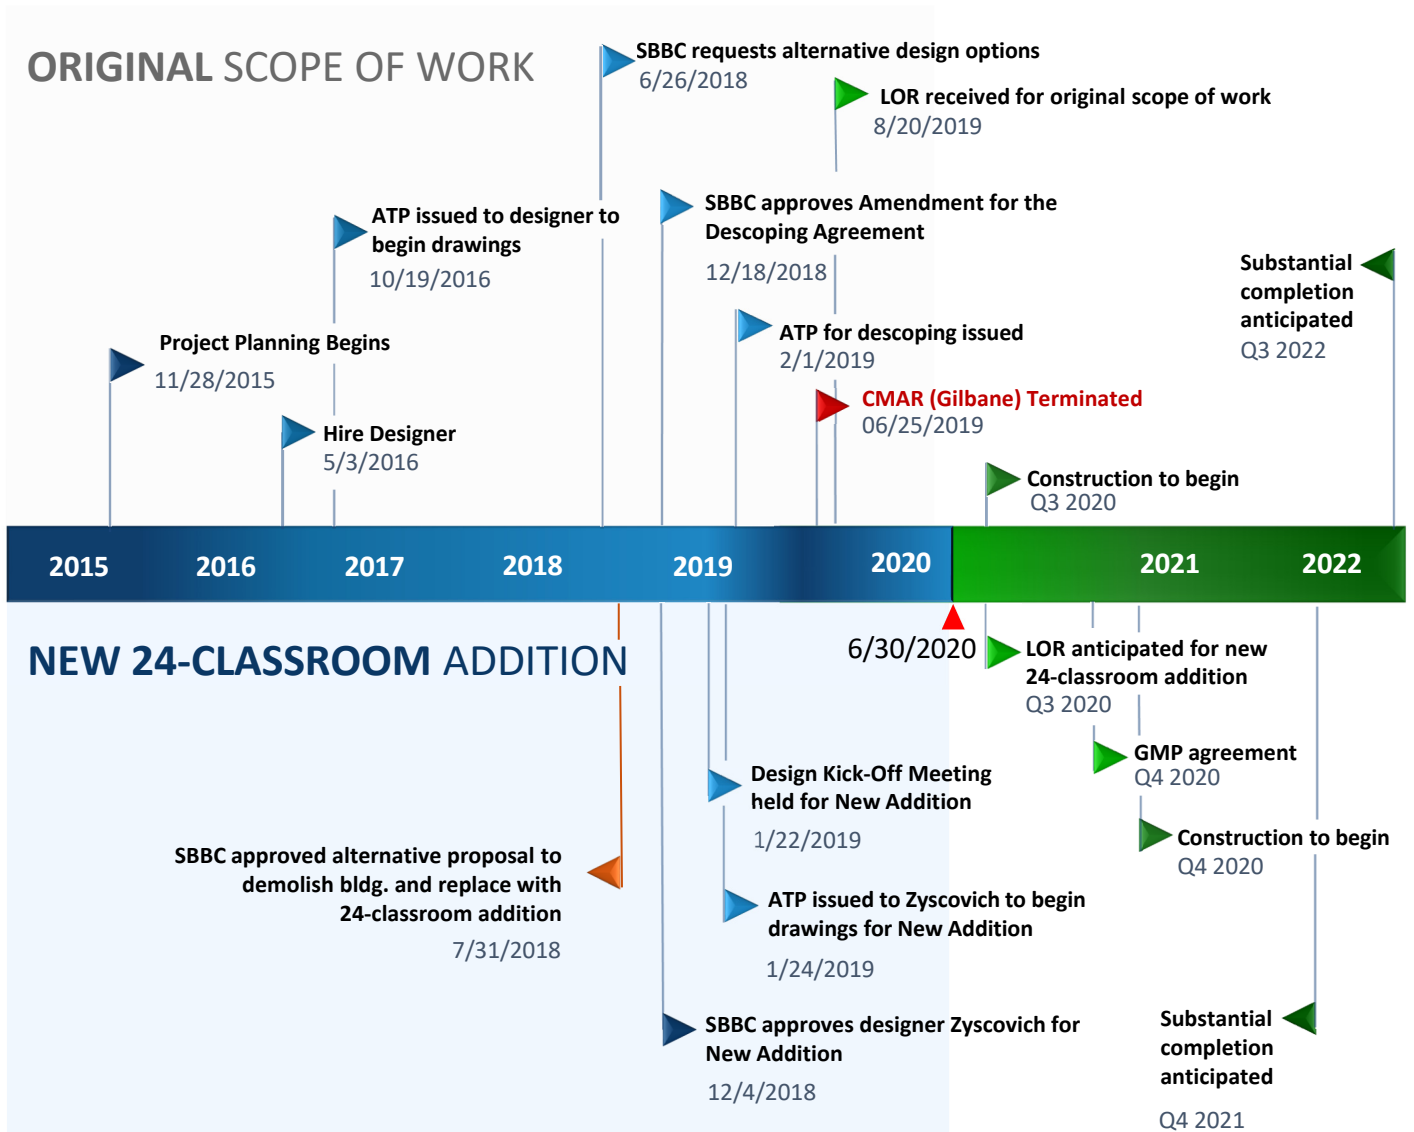 ORIGINAL SCOPE OF WORK
SBBC requests alternative design options
6/26/2018
LOR received for original scope of work
8/20/2019
ATP issued to designer to
begin drawings
10/19/2016
SBBC approves Amendment for the
Descoping Agreement
12/18/2018
Substantial
completion
anticipated
Q3 2022
Project Planning Begins
11/28/2015
ATP for descoping issued
2/1/2019
CMAR (Gilbane) Terminated
06/25/2019
Hire Designer
5/3/2016
Construction to begin
Q3 2020
2015
2016
2017
2018
2019
2020
2021
2022
6/30/2020
NEW 24-CLASSROOM ADDITION
LOR anticipated for new
24-classroom addition
Q3 2020
GMP agreement
Q4 2020
Design Kick-Off Meeting
held for New Addition
1/22/2019
Construction to begin
Q4 2020
SBBC approved alternative proposal to
demolish bldg. and replace with
24-classroom addition
7/31/2018
ATP issued to Zyscovich to begin
drawings for New Addition
1/24/2019
SBBC approves designer Zyscovich for
New Addition
12/4/2018
Substantial
completion
anticipated
Q4 2021